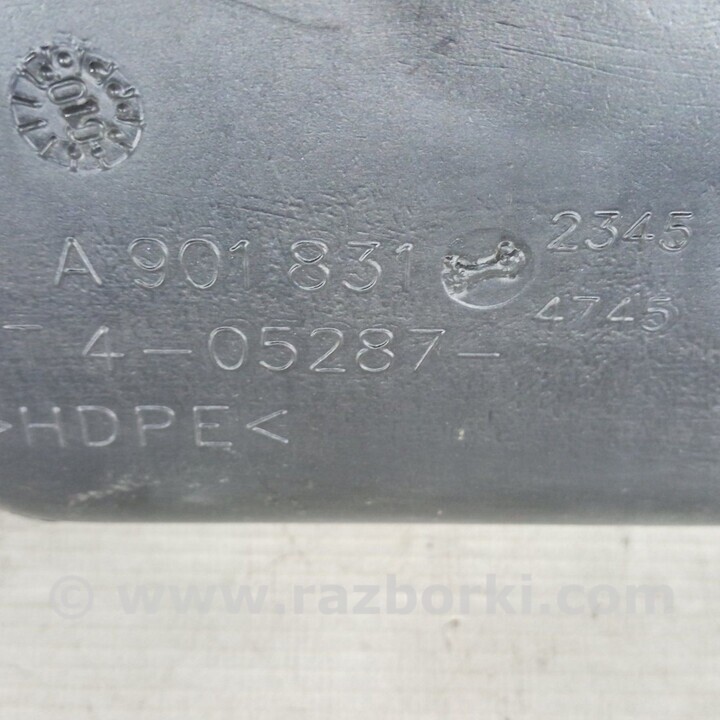 A 901 831 2345
4745
- 4-05287-
>HDPE<
© www.razborki.com